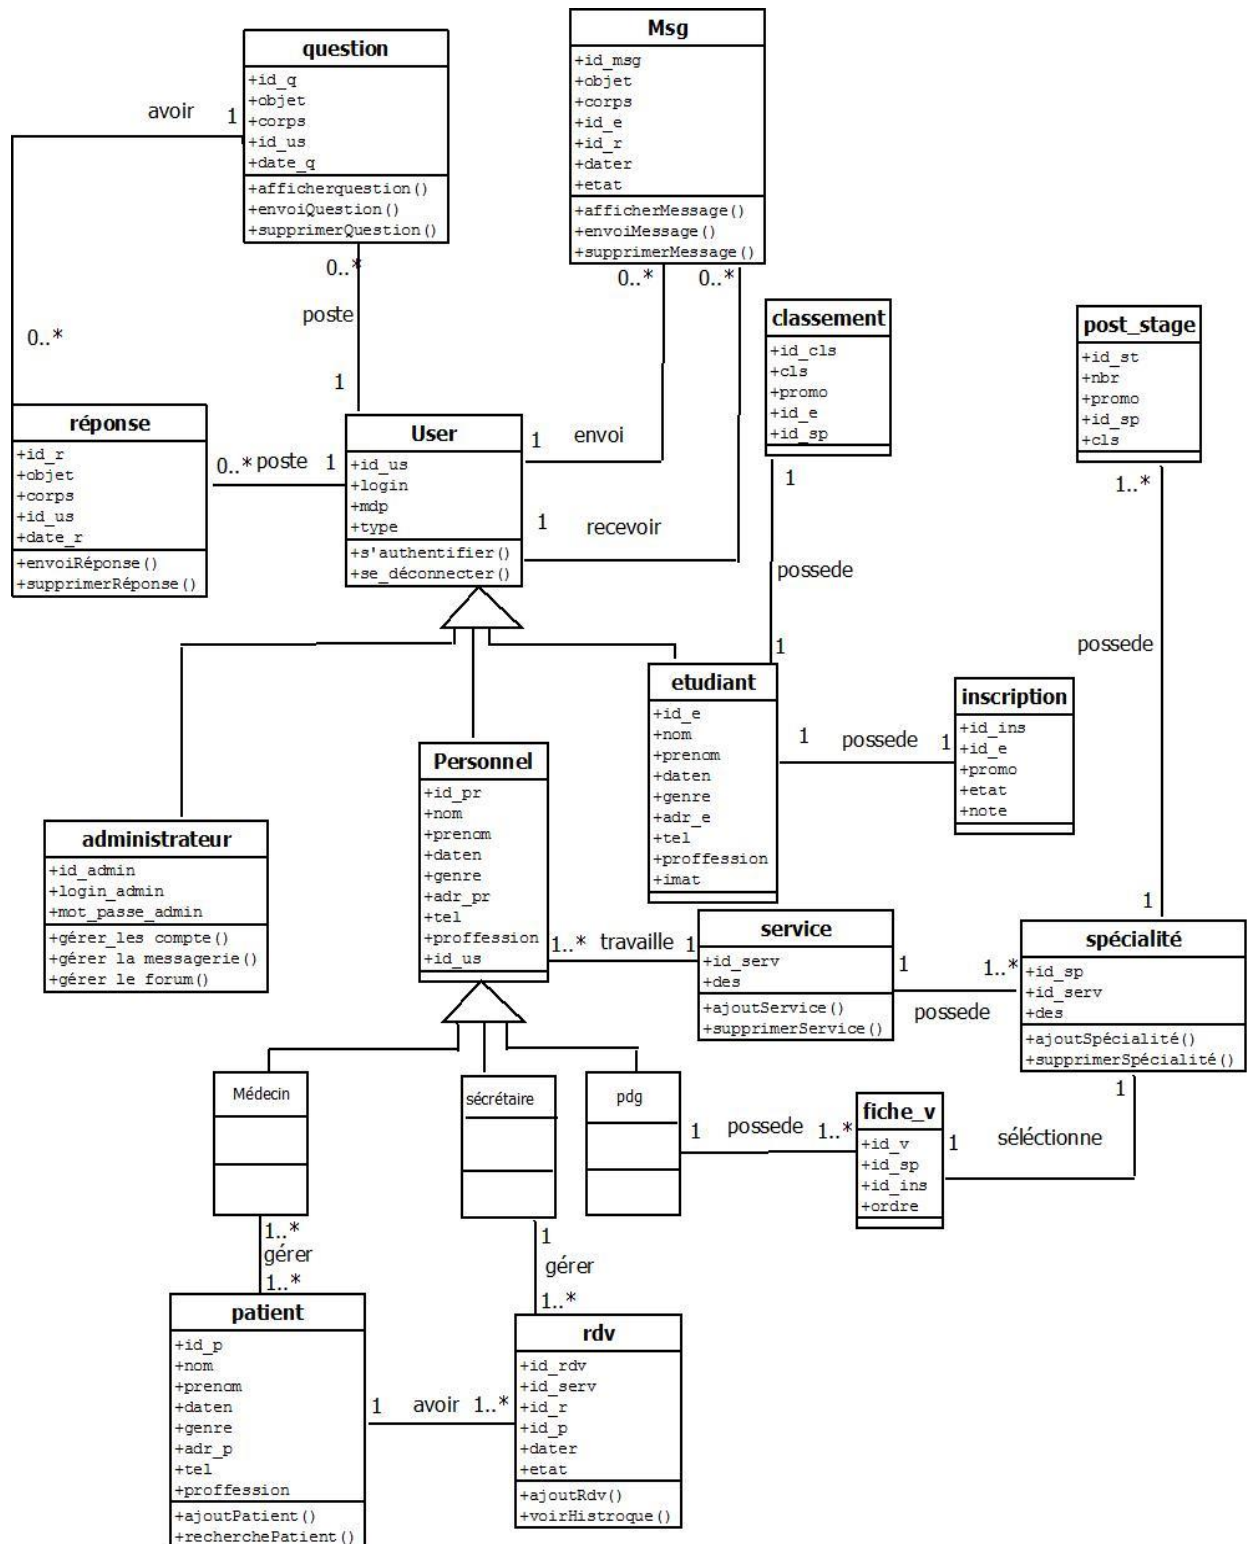 question
+id_q
+objet
+corps
+id_us
+date_q
+afficherquestion()
+envoiQuestion()
+supprimerQuestion()
Msg
+id_msg
+objet
+corps
+id_e
+id_r
+dater
+etat
+afficherMessage()
+envoiMessage()
+supprimerMessage()
avoir
1
0..*
0..*
poste
1
0..*
0..*
classement
+id_cls
+cls
+promo
+id_e
+id_sp
post_stage
+id_st
+nbr
+promo
+id_sp
+cls
réponse
+id_r
+objet
+corps
+id_us
+date_r
+envoiRéponse()
+supprimerRéponse()
0..*
poste
1
User
+id_us
+login
+mdp
+type
+s'authentifier()
+se_déconnecter()
1
envoi
1
recevoir
1
possede
1
1..*
possede
1
etudiant
+id_e
+nom
+prenom
+daten
+genre
+adr_e
+tel
+proffession
+imat
1
possede
1
inscription
+id_ins
+id_e
+promo
+etat
+note
administrateur
+id_admin
+login_admin
+mot_passe_admin
+gérer_les compte()
+gérer la messagerie()
+gérer le forum()
Personnel
+id_pr
+nom
+prenom
+daten
+genre
+adr_pr
+tel
+proffession
+id_us
1..*
travaille
1
service
+id_serv
+des
+ajoutService()
+supprimerService()
1
possede
1..*
spécialité
+id_sp
+id_serv
+des
+ajoutSpécialité()
+supprimerSpécialité()
Médecin
sécrétaire
pdg
1
possede
1..*
fiche_v
+id_v
+id_sp
+id_ins
+ordre
1
séléctionne
1
1..*
gérer
1..*
1
gérer
1..*
patient
+id_p
+nom
+prenom
+daten
+genre
+adr_p
+tel
+proffession
+ajoutPatient()
+recherchePatient()
1
avoir
1..*
rdv
+id_rdv
+id_serv
+id_r
+id_p
+dater
+etat
+ajoutRdv()
+voirHistroque()